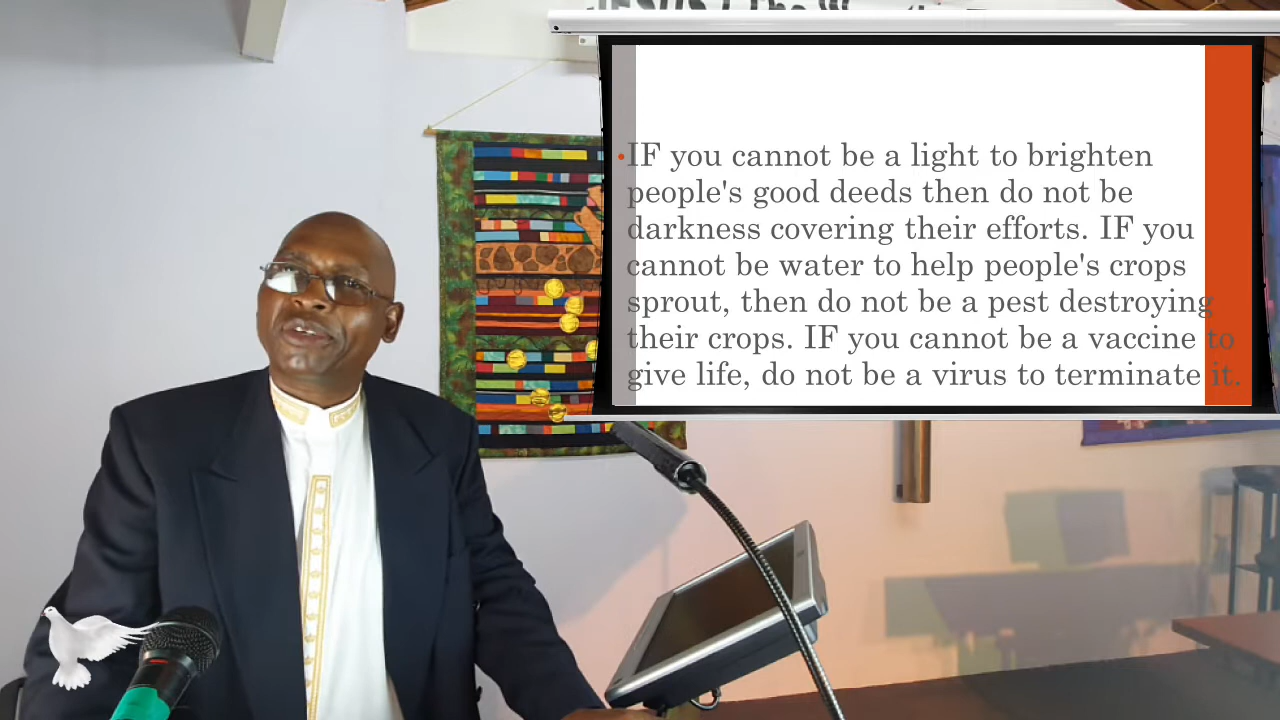 JESUS
•IF you cannot be a light to brighten
people's good deeds then do not be
darkness covering their efforts. IF you
cannot be water to help people's crops
sprout, then do not be a pest destroying
their crops. IF you cannot be a vaccine to
give life, do not be a virus to terminate it.